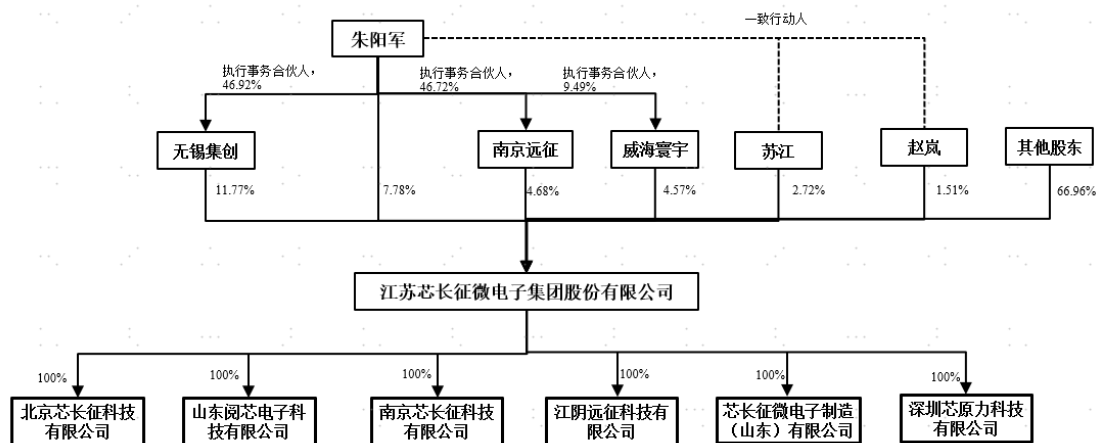 一致行动人
朱阳军
执行事务合伙人，
46.92%
执行事务合伙人，
46.72%
执行事务合伙人，
9.49%
无锡集创
南京远征
威海寰宇
苏江
赵岚
其他股东
11.77%
7.78%
4.68%
4.57%
2.72%
1.51%
66.96%
江苏芯长征微电子集团股份有限公司
100%
100%
100%
100%
100%
100%
北京芯长征科技
有限公司
山东阅芯电子科
技有限公司
南京芯长征科技
有限公司
江阴远征科技有
限公司
芯长征微电子制造
（山东）有限公司
深圳芯原力科技
有限公司